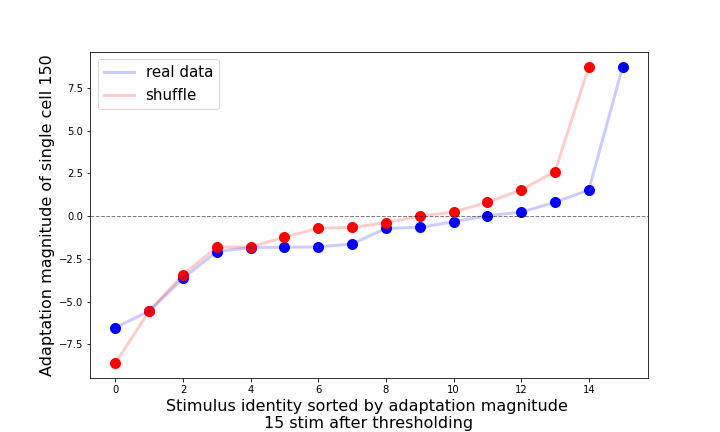 real data
shuffle
Adaptation magnitude of single cell 150
7.5
5.0
2.5
0.0
−2.5
−5.0
−7.5
0 2 4 6 8 10 12 14
Stimulus identity sorted by adaptation magnitude
15 stim after thresholding